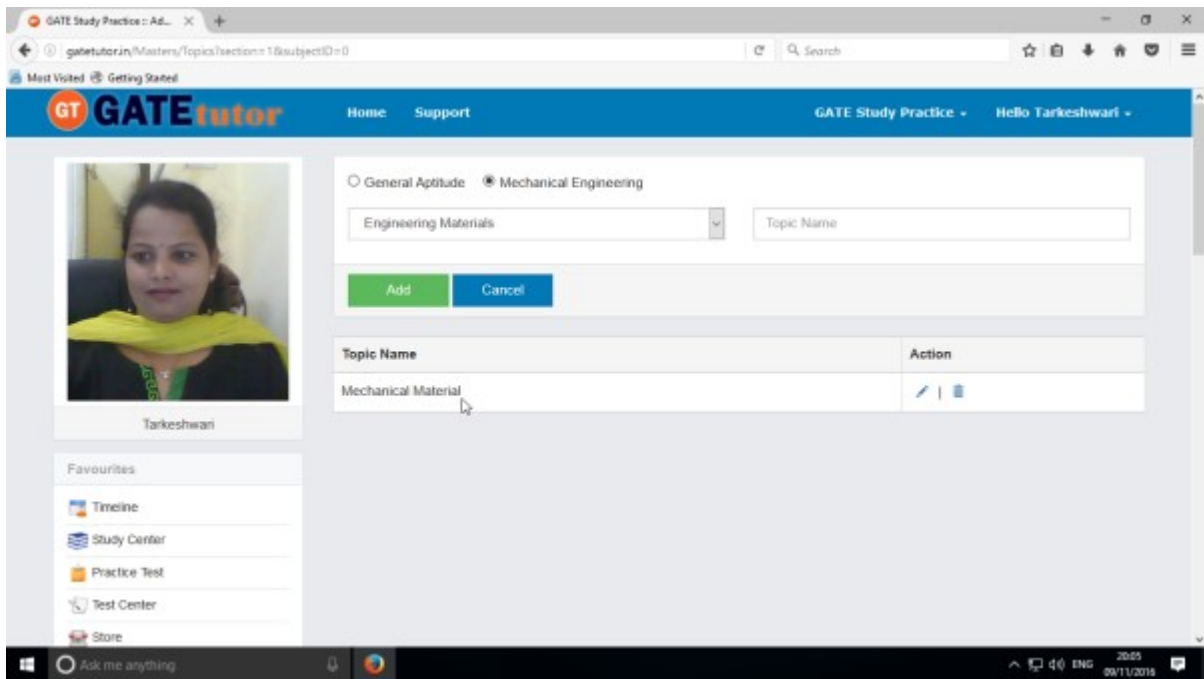 GATE Study Practice :: Ad...
gatetutor.in/Masters/Topics?section=1&subjectID=0
Search
Most Visited Getting Started
GT GATEtutor Home Support GATE Study Practice Hello Tarkeshwari
General Aptitude Mechanical Engineering
Engineering Materials Topic Name
Add Cancel
Topic Name Action
Mechanical Material |
Tarkeshwari
Favourites
Timeline
Study Center
Practice Test
Test Center
Store
Ask me anything ENG 20:05
09/11/2016